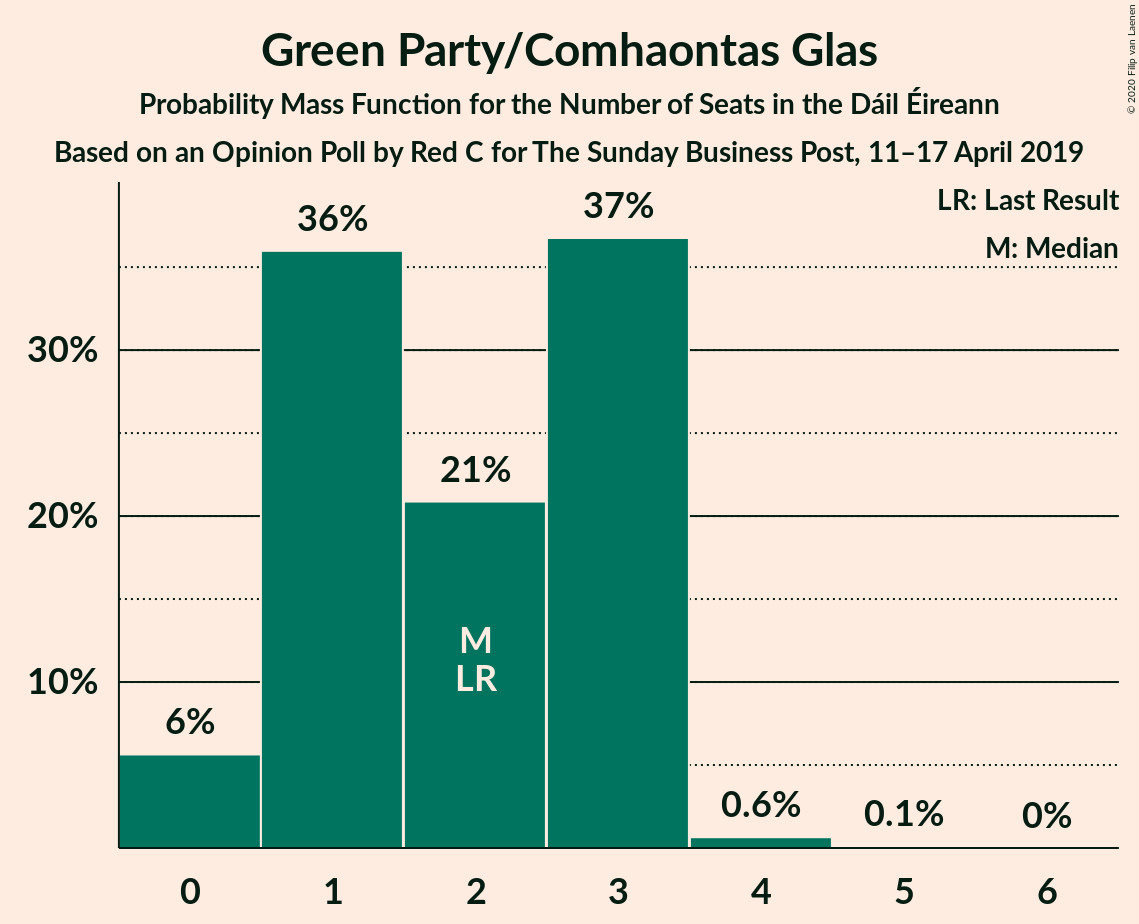 Green Party/Comhaontas Glas
Probability Mass Function for the Number of Seats in the Dáil Éireann
Based on an Opinion Poll by Red C for The Sunday Business Post, 11–17 April 2019
© 2020 Filip van Laenen
LR: Last Result
M: Median
36%
37%
30%
21%
20%
M
LR
10%
6%
0.6%
0.1%
0%
0 1 2 3 4 5 6